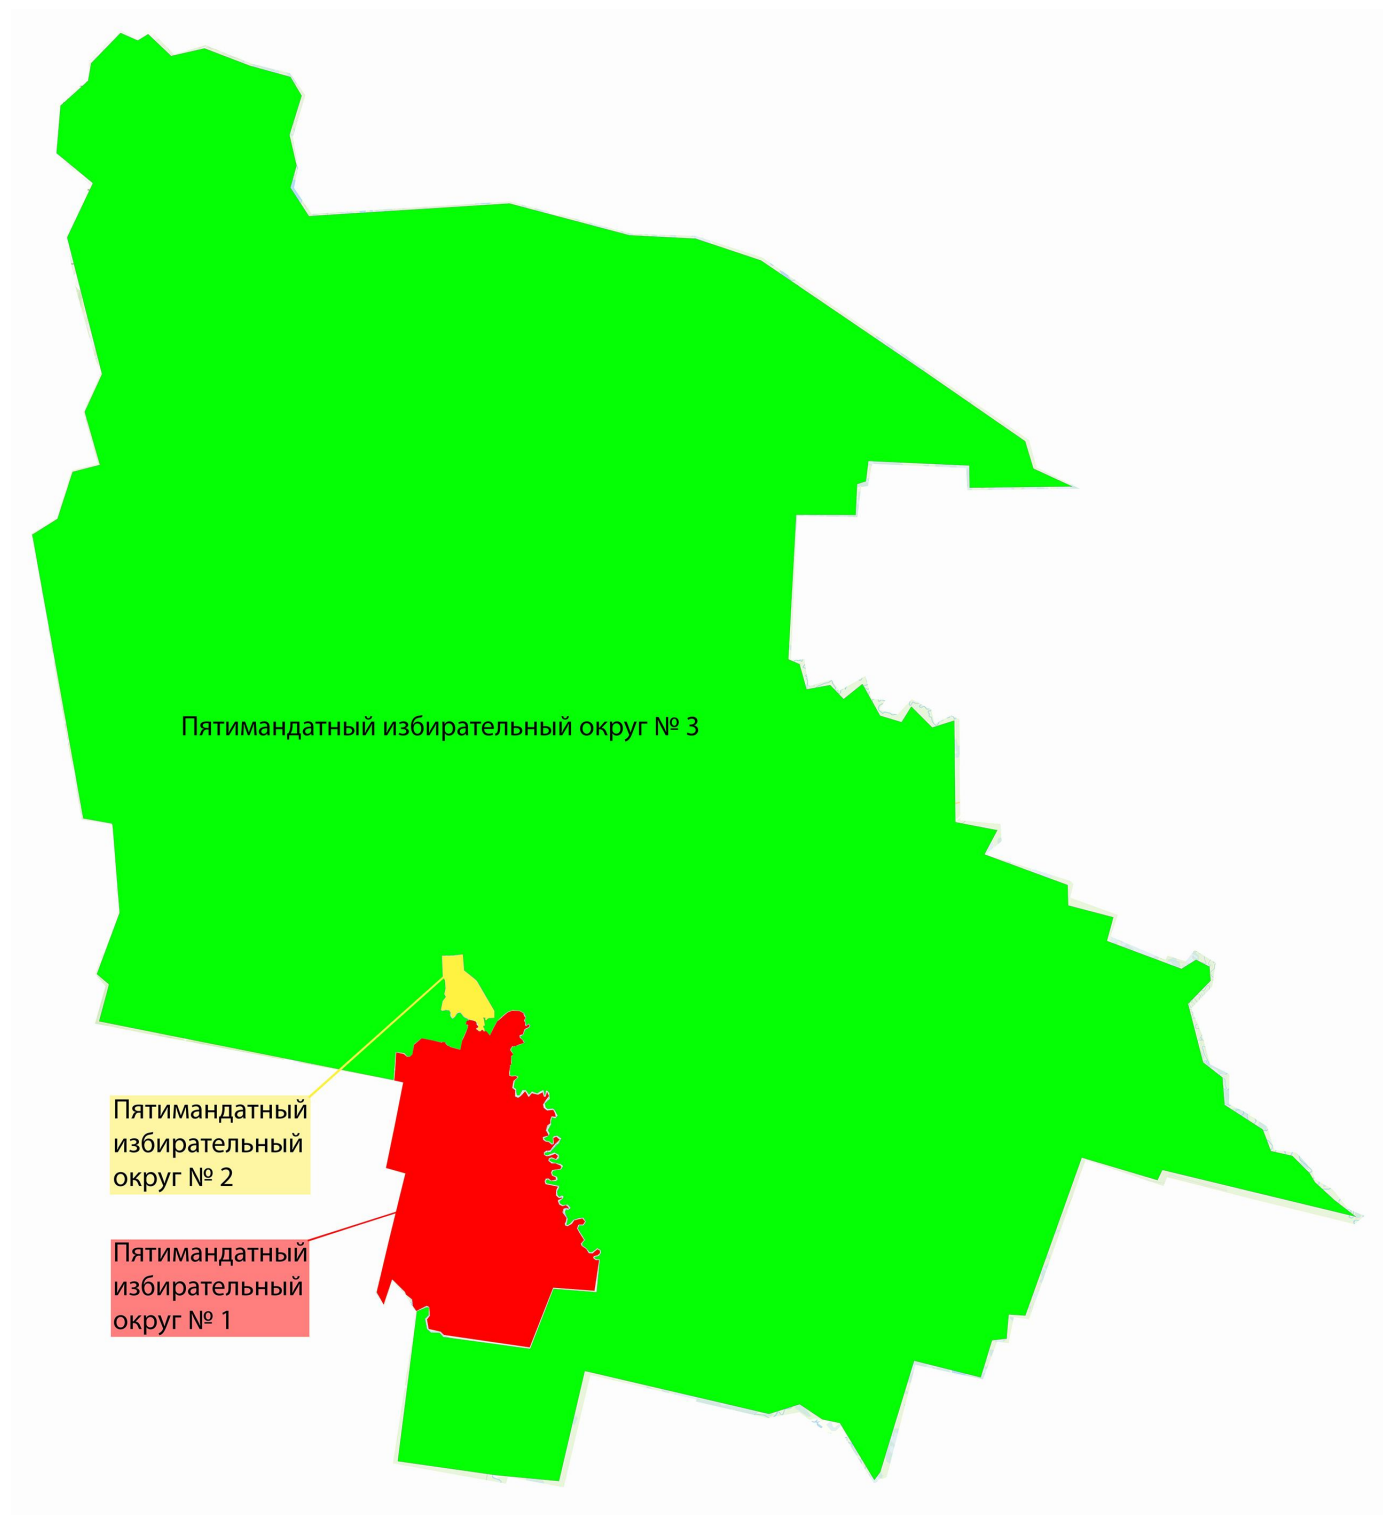 Пятимандатный избирательный округ № 3
Пятимандатный
избирательный
округ № 2
Пятимандатный
избирательный
округ № 1